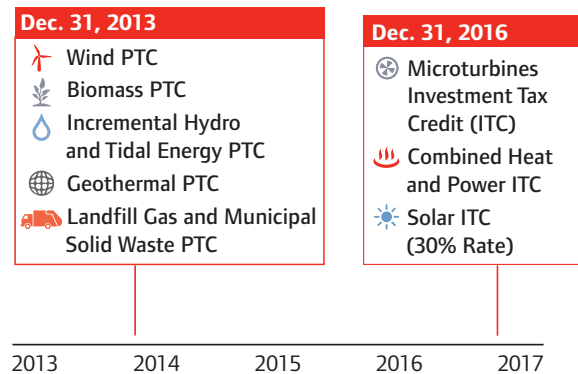 Dec. 31, 2013
Wind PTC
Biomass PTC
Incremental Hydro
and Tidal Energy PTC
Geothermal PTC
Landfill Gas and Municipal
Solid Waste PTC
Dec. 31, 2016
Microturbines
Investment Tax
Credit (ITC)
Combined Heat
and Power ITC
Solar ITC
(30% Rate)
2013 2014 2015 2016 2017